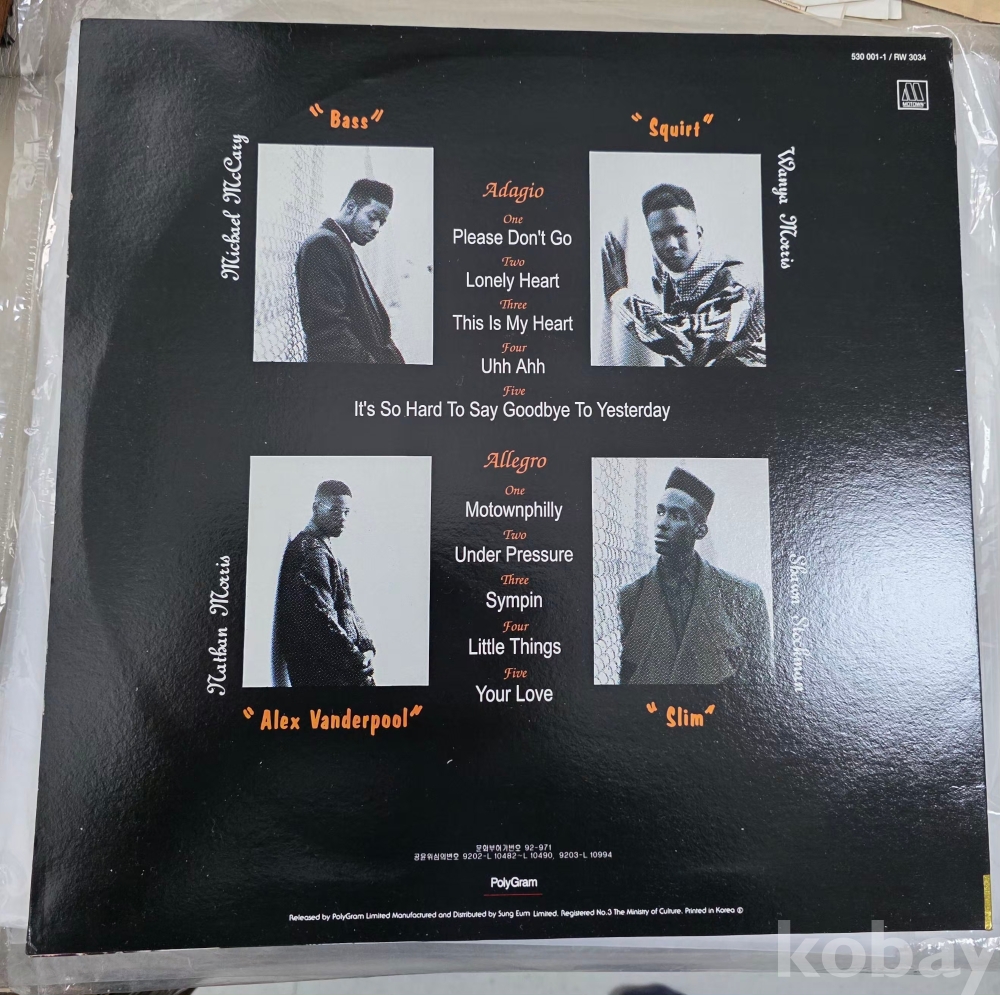 530 001-1 / RW 3034
MOTOWN
"Bass"
"Squirt"
Michael McCary
Wanya Morris
Adagio
One
Please Don't Go
Two
Lonely Heart
Three
This Is My Heart
Four
Uhh Ahh
Five
It's So Hard To Say Goodbye To Yesterday
Allegro
One
Motownphilly
Two
Under Pressure
Three
Sympin
Four
Little Things
Five
Your Love
Nathan Morris
Shawn Stockman
"Alex Vanderpool"
"Slim"
문화부허가번호 92-971
공윤위심의번호 9202-L 10482~L 10490, 9203-L 10994
PolyGram
Released by PolyGram Limited Manufactured and Distributed by Sung Eum Limited. Registered No.3 The Ministry of Culture. Printed in Korea ℗
kobay